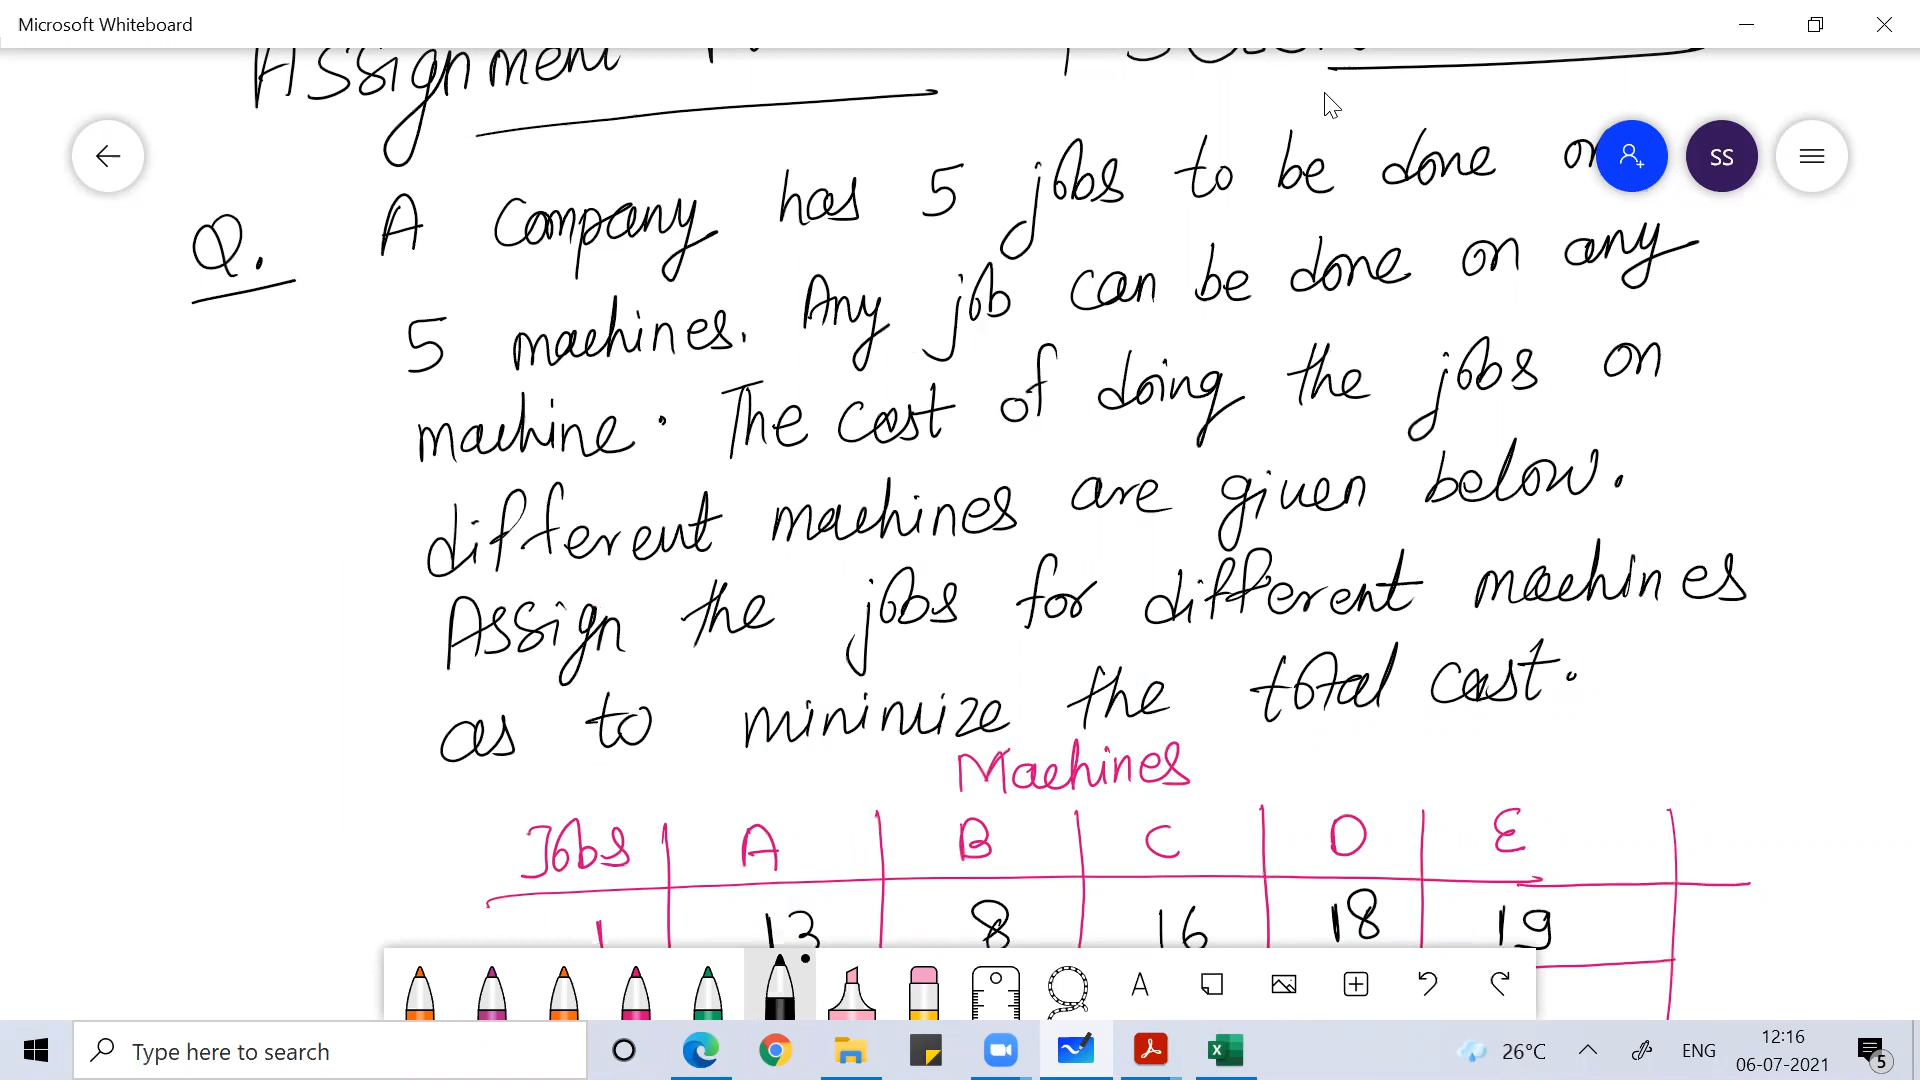 Microsoft Whiteboard
Assignment
Q. A Company has 5 jobs to be done on
5 machines. Any job can be done on any
machine. The cost of doing the jobs on
different machines are given below.
Assign the jobs for different machines
as to minimize the total cost.
Machines
Jobs A B C D E
1 13 8 16 18 19
SS
A
Type here to search
26°C
ENG
12:16
06-07-2021
5